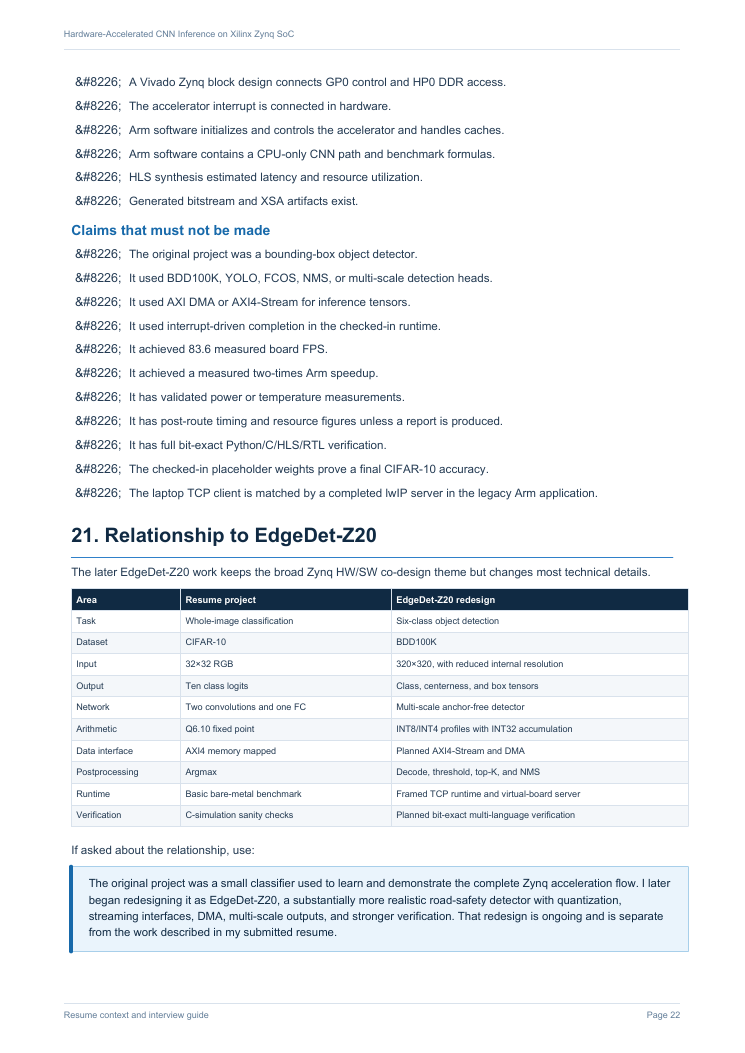 Hardware-Accelerated CNN Inference on Xilinx Zynq SoC
&#8226; A Vivado Zynq block design connects GP0 control and HP0 DDR access.
&#8226; The accelerator interrupt is connected in hardware.
&#8226; Arm software initializes and controls the accelerator and handles caches.
&#8226; Arm software contains a CPU-only CNN path and benchmark formulas.
&#8226; HLS synthesis estimated latency and resource utilization.
&#8226; Generated bitstream and XSA artifacts exist.
Claims that must not be made
&#8226; The original project was a bounding-box object detector.
&#8226; It used BDD100K, YOLO, FCOS, NMS, or multi-scale detection heads.
&#8226; It used AXI DMA or AXI4-Stream for inference tensors.
&#8226; It used interrupt-driven completion in the checked-in runtime.
&#8226; It achieved 83.6 measured board FPS.
&#8226; It achieved a measured two-times Arm speedup.
&#8226; It has validated power or temperature measurements.
&#8226; It has post-route timing and resource figures unless a report is produced.
&#8226; It has full bit-exact Python/C/HLS/RTL verification.
&#8226; The checked-in placeholder weights prove a final CIFAR-10 accuracy.
&#8226; The laptop TCP client is matched by a completed lwIP server in the legacy Arm application.
21. Relationship to EdgeDet-Z20
The later EdgeDet-Z20 work keeps the broad Zynq HW/SW co-design theme but changes most technical details.
Area Resume project EdgeDet-Z20 redesign
Task Whole-image classification Six-class object detection
Dataset CIFAR-10 BDD100K
Input 32×32 RGB 320×320, with reduced internal resolution
Output Ten class logits Class, centerness, and box tensors
Network Two convolutions and one FC Multi-scale anchor-free detector
Arithmetic Q6.10 fixed point INT8/INT4 profiles with INT32 accumulation
Data interface AXI4 memory mapped Planned AXI4-Stream and DMA
Postprocessing Argmax Decode, threshold, top-K, and NMS
Runtime Basic bare-metal benchmark Framed TCP runtime and virtual-board server
Verification C-simulation sanity checks Planned bit-exact multi-language verification
If asked about the relationship, use:
The original project was a small classifier used to learn and demonstrate the complete Zynq acceleration flow. I later
began redesigning it as EdgeDet-Z20, a substantially more realistic road-safety detector with quantization,
streaming interfaces, DMA, multi-scale outputs, and stronger verification. That redesign is ongoing and is separate
from the work described in my submitted resume.
Resume context and interview guide Page 22